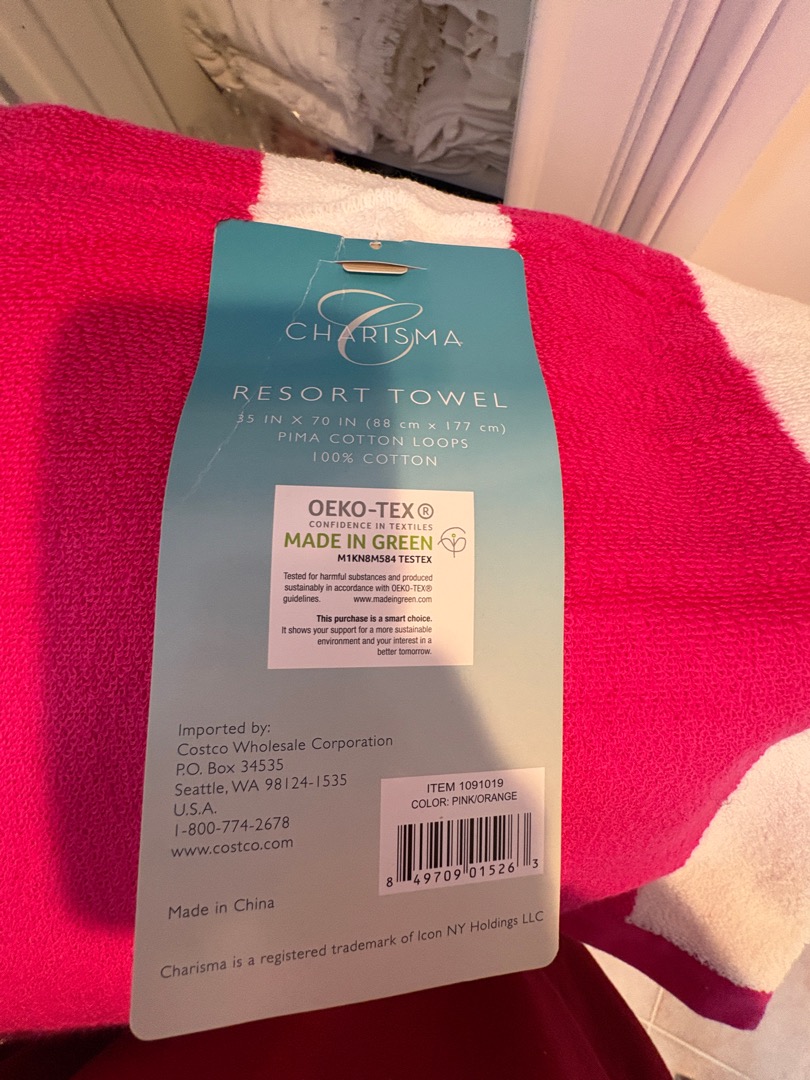 CHARISMA
RESORT TOWEL
35 IN X 70 IN (88 cm x 177 cm)
PIMA COTTON LOOPS
100% COTTON
OEKO-TEX®
CONFIDENCE IN TEXTILES
MADE IN GREEN
M1KN8M584 TESTEX
Tested for harmful substances and produced
sustainably in accordance with OEKO-TEX®
guidelines. www.madeingreen.com
This purchase is a smart choice.
It shows your support for a more sustainable
environment and your interest in a
better tomorrow.
Imported by:
Costco Wholesale Corporation
P.O. Box 34535
Seattle, WA 98124-1535
U.S.A.
1-800-774-2678
www.costco.com
ITEM 1091019
COLOR: PINK/ORANGE
8 49709 01526 3
Made in China
Charisma is a registered trademark of Icon NY Holdings LLC